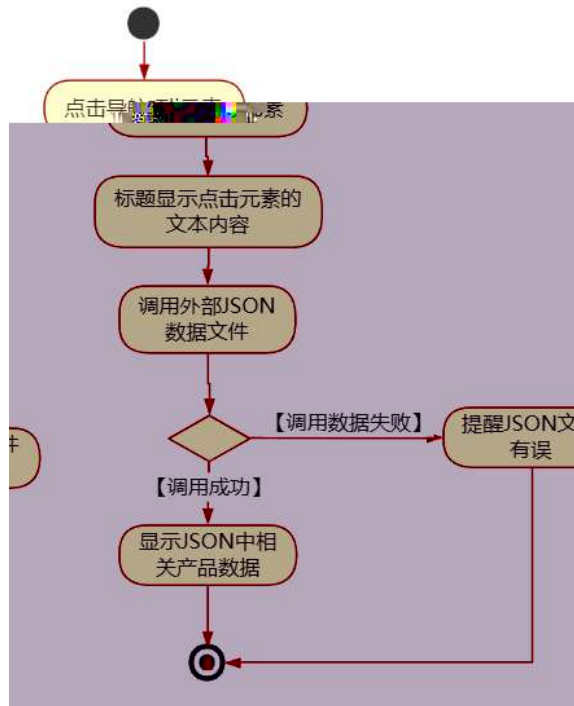 点击导
素
标题显示点击元素的
文本内容
调用外部JSON
数据文件
【调用数据失败】
提醒JSON文
有误
件
【调用成功】
显示JSON中相
关产品数据